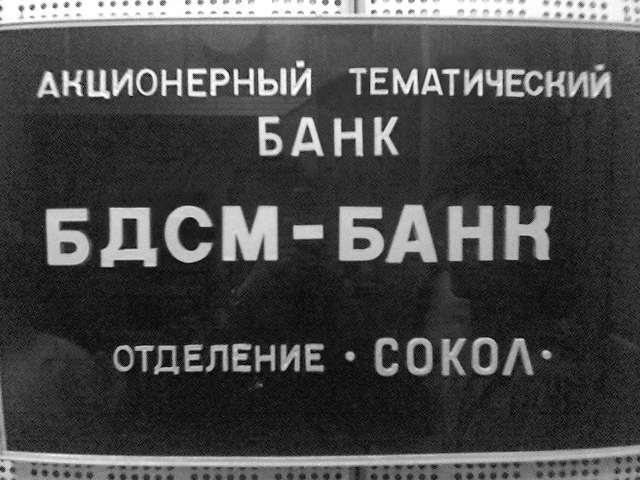 АКЦИОНЕРНЫЙ ТЕМАТИЧЕСКИЙ
БАНК
БДСМ-БАНК
ОТДЕЛЕНИЕ • СОКОЛ •